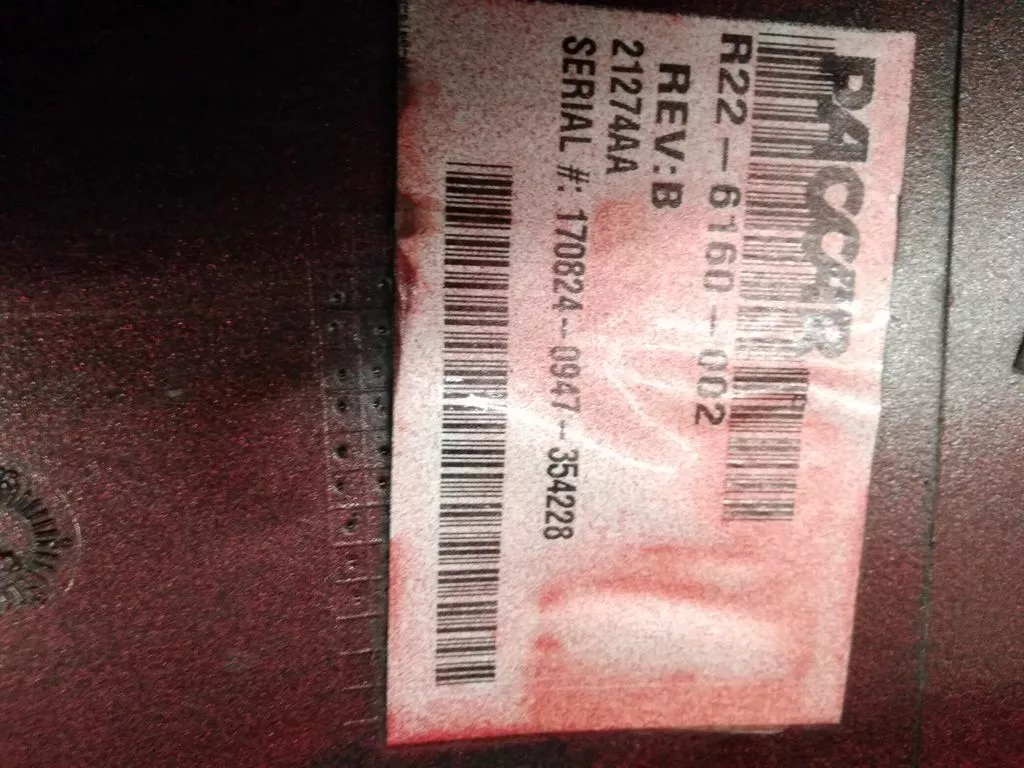 PACCAR
R22-6160-002
REV:B
21274AA
SERIAL #: 170824-0947-354228